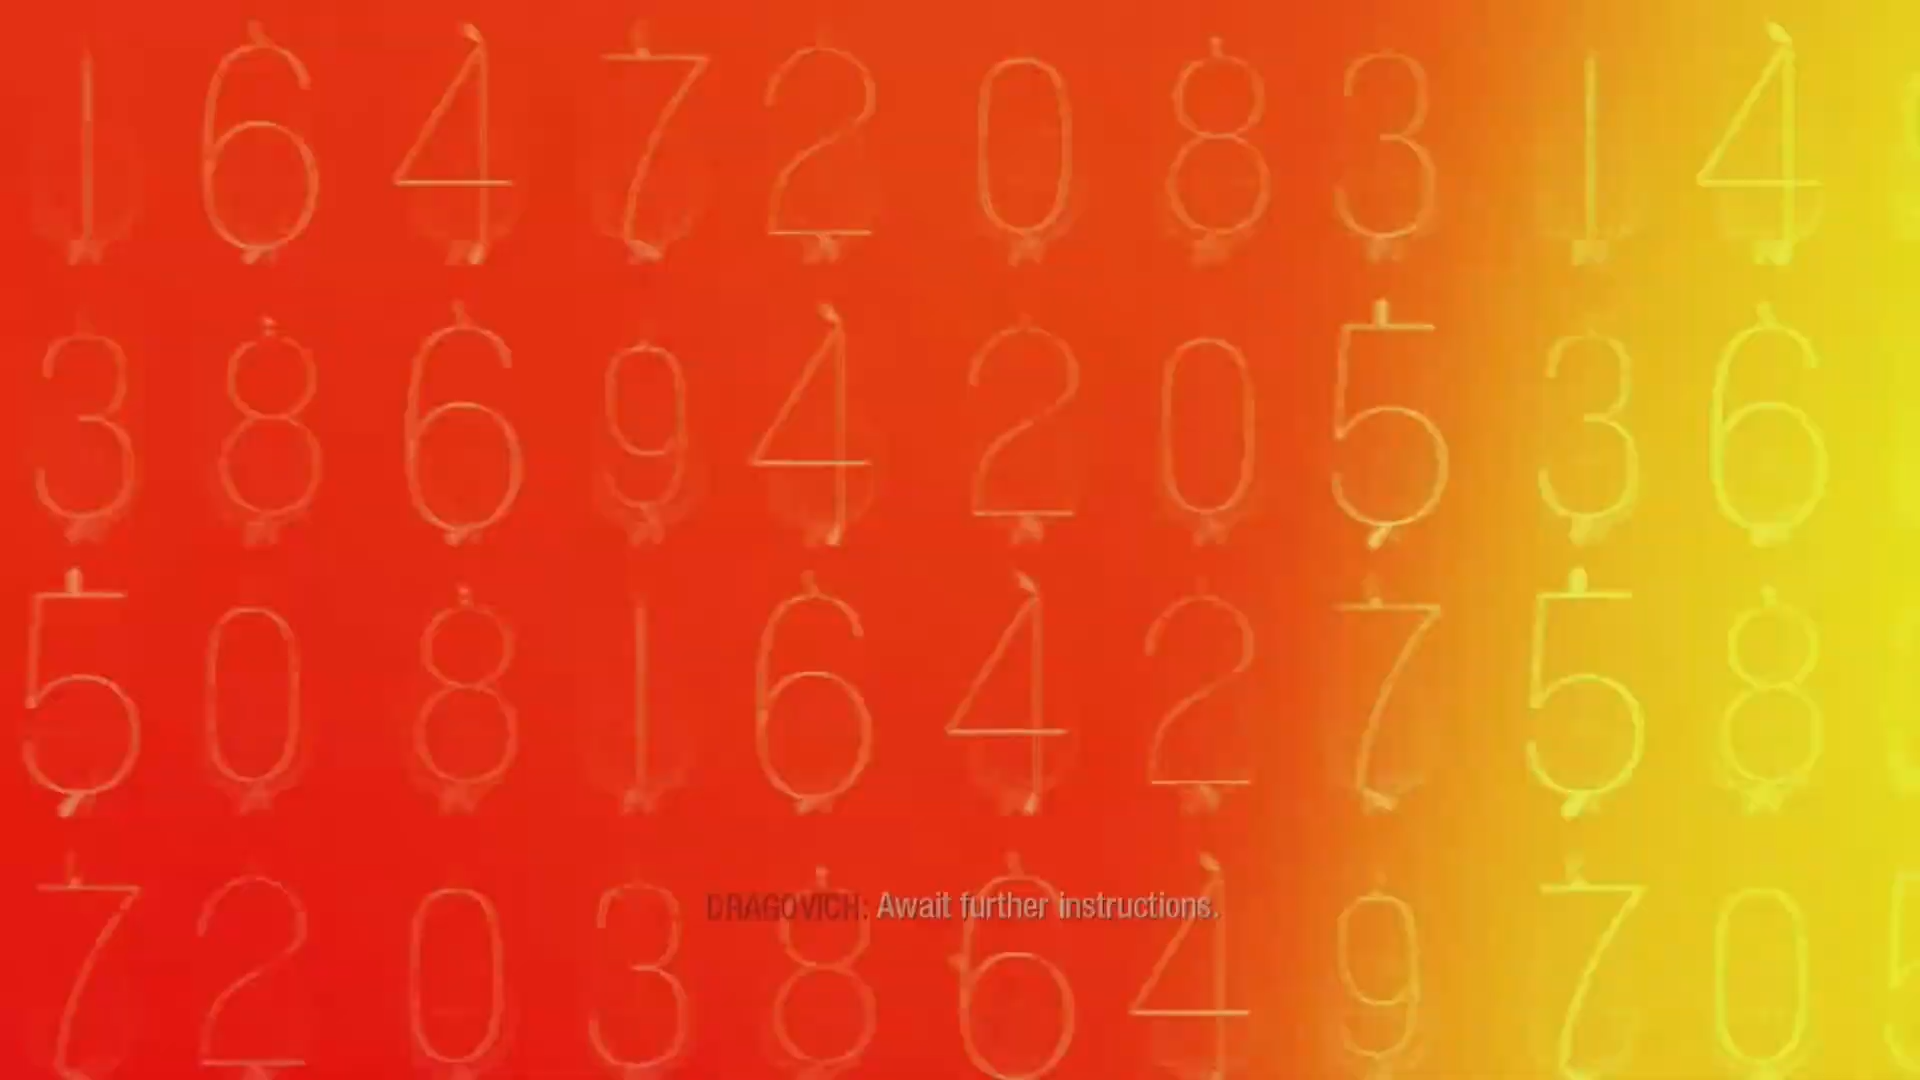 1 6 4 7 2 0 8 3 1 4
3 8 6 9 4 2 0 5 3 6
5 0 8 1 6 4 2 7 5 8
DRAGOVICH: Await further instructions.
7 2 0 3 8 6 4 9 7 0 5